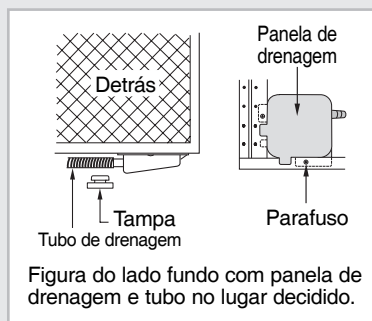 Panela de
drenagem
Detrás
Tampa
Parafuso
Tubo de drenagem
Figura do lado fundo com panela de
drenagem e tubo no lugar decidido.